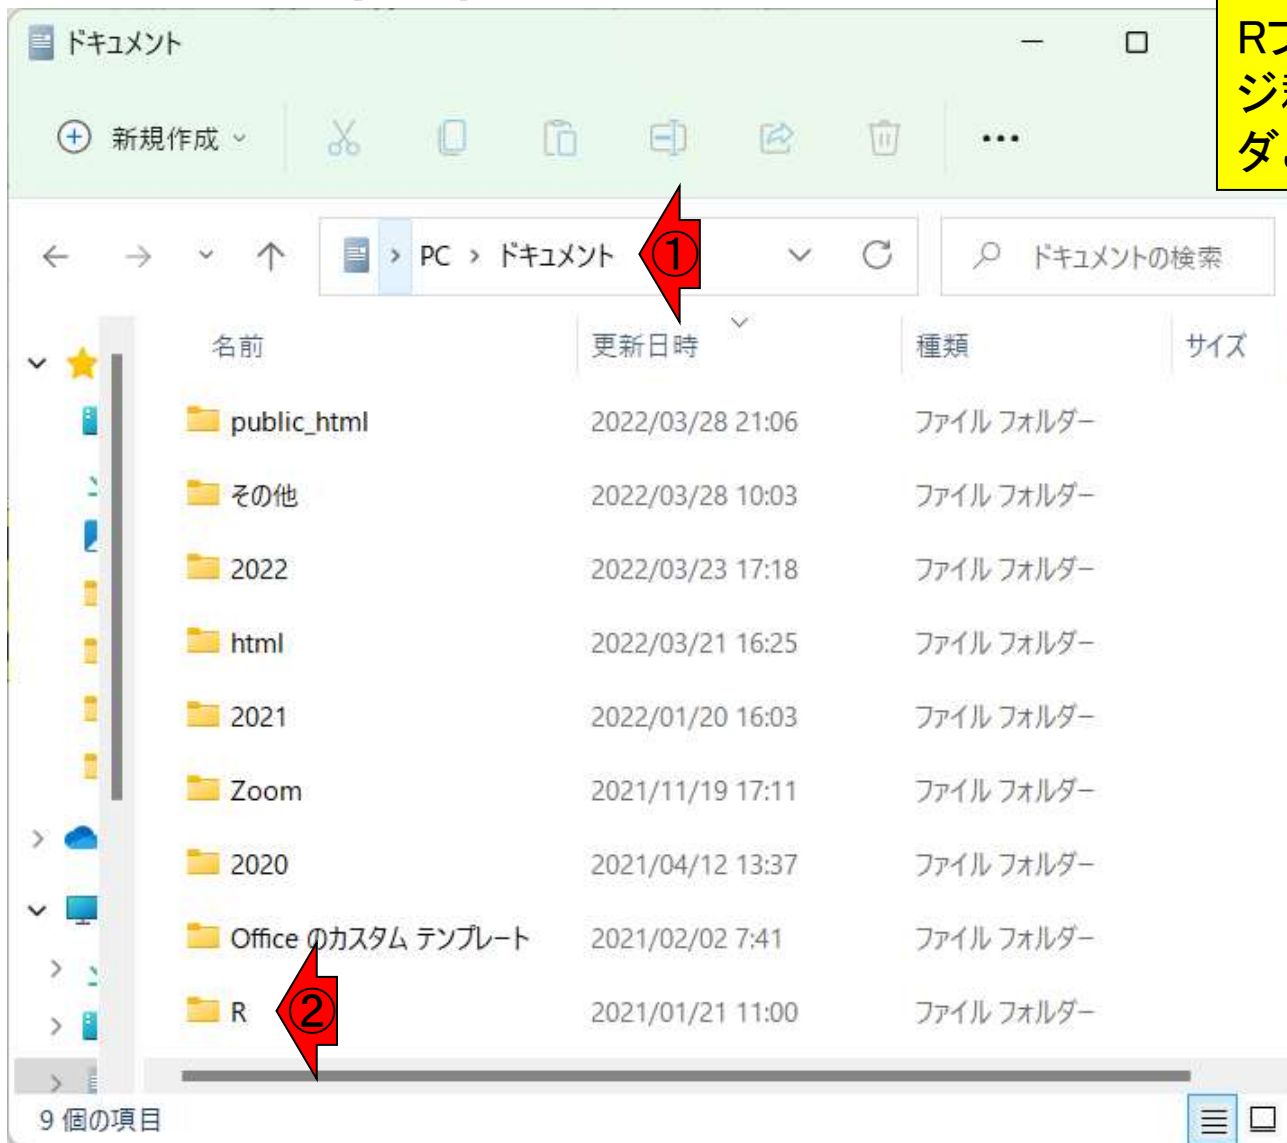 ドキュメント
Rフ
ジ
ダ
新規作成
PC > ドキュメント ①
ドキュメントの検索
名前 更新日時 種類 サイズ
public_html 2022/03/28 21:06 ファイル フォルダー
その他 2022/03/28 10:03 ファイル フォルダー
2022 2022/03/23 17:18 ファイル フォルダー
html 2022/03/21 16:25 ファイル フォルダー
2021 2022/01/20 16:03 ファイル フォルダー
Zoom 2021/11/19 17:11 ファイル フォルダー
2020 2021/04/12 13:37 ファイル フォルダー
Office のカスタム テンプレート 2021/02/02 7:41 ファイル フォルダー
R ② 2021/01/21 11:00 ファイル フォルダー
9 個の項目